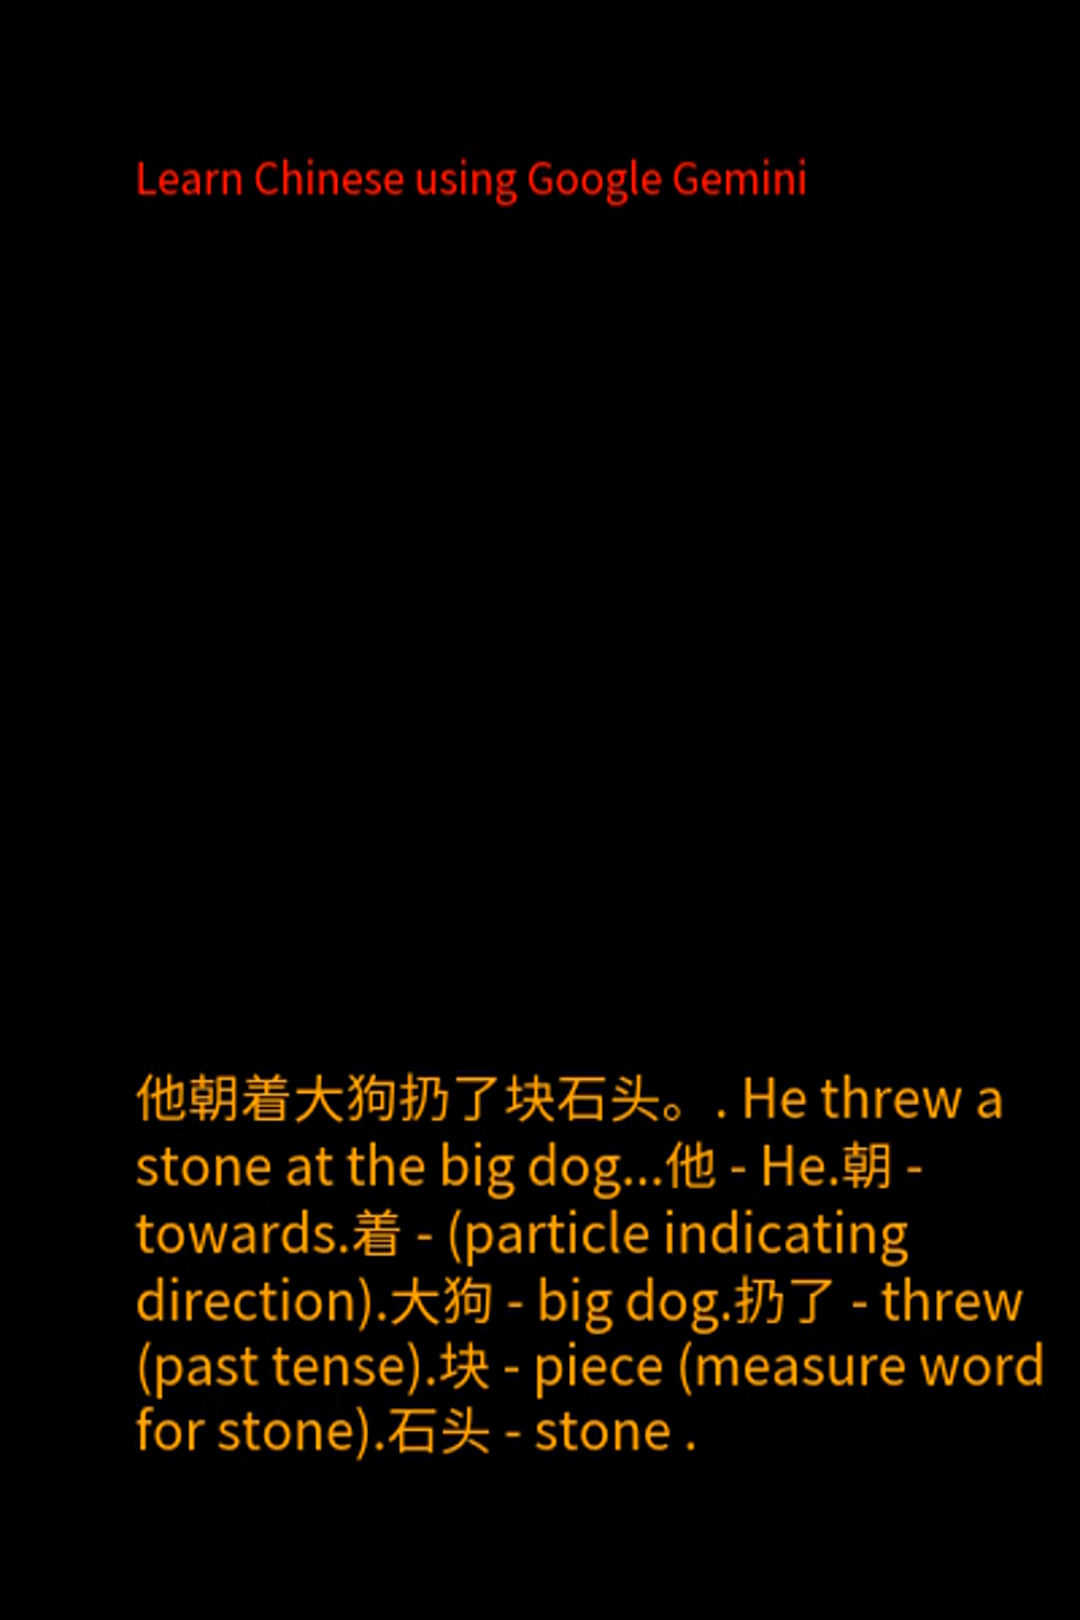 Learn Chinese using Google Gemini
他朝着大狗扔了块石头。. He threw a
stone at the big dog...他 - He.朝 -
towards.着 - (particle indicating
direction).大狗 - big dog.扔了 - threw
(past tense).块 - piece (measure word
for stone).石头 - stone .